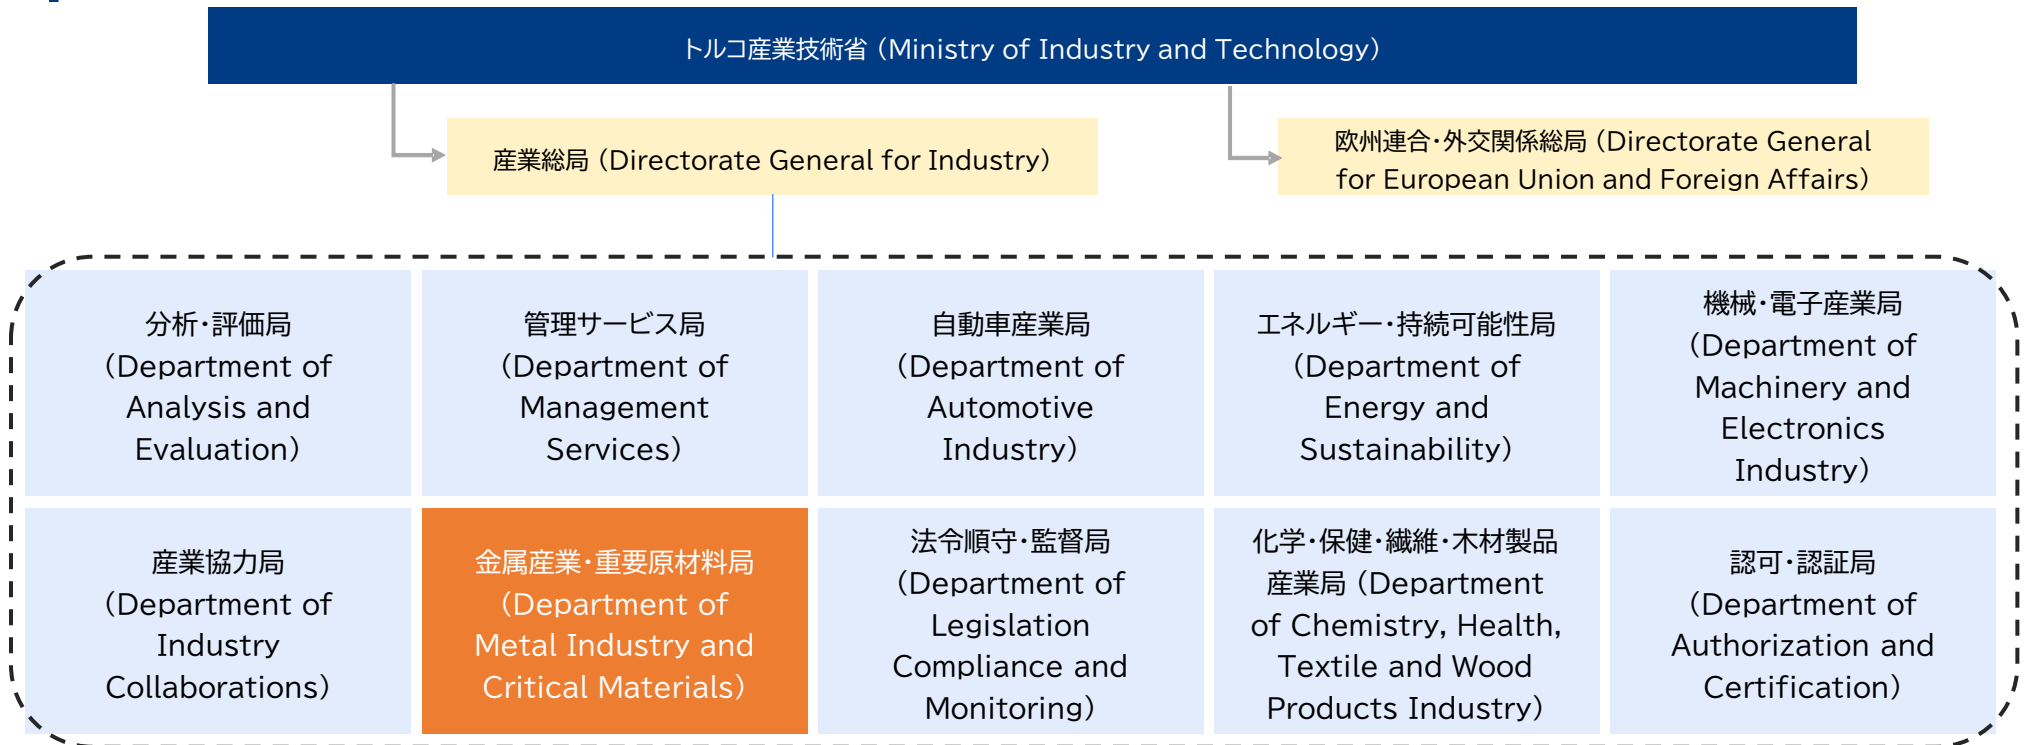 トルコ産業技術省（Ministry of Industry and Technology）
産業総局（Directorate General for Industry）
欧州連合・外交関係総局（Directorate General
for European Union and Foreign Affairs）
分析・評価局
（Department of
Analysis and
Evaluation）
管理サービス局
（Department of
Management
Services）
自動車産業局
（Department of
Automotive
Industry）
エネルギー・持続可能性局
（Department of
Energy and
Sustainability）
機械・電子産業局
（Department of
Machinery and
Electronics
Industry）
産業協力局
（Department of
Industry
Collaborations）
金属産業・重要原材料局
（Department of
Metal Industry and
Critical Materials）
法令順守・監督局
（Department of
Legislation
Compliance and
Monitoring）
化学・保健・繊維・木材製品
産業局（Department
of Chemistry, Health,
Textile and Wood
Products Industry）
認可・認証局
（Department of
Authorization and
Certification）